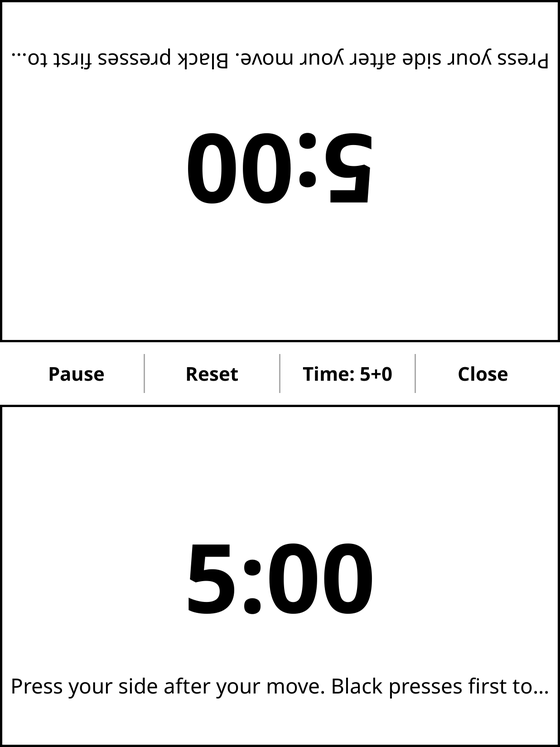 Press your side after your move. Black presses first to...
5:00
Pause
Reset
Time: 5+0
Close
5:00
Press your side after your move. Black presses first to...